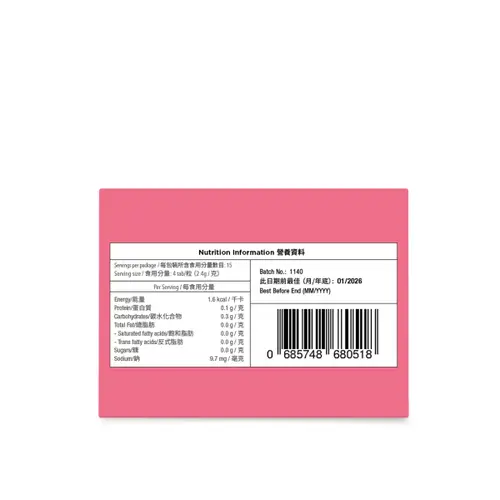 Nutrition Information 營養資料
Servings per package / 每包裝所含食用分量數目: 15
Serving size / 食用分量: 4 tab/粒 (2.4g / 克)
Per Serving / 每食用分量
Energy/能量 1.6 kcal / 千卡
Protein/蛋白質 0.1 g / 克
Carbohydrates/碳水化合物 0.3 g / 克
Total Fat/總脂肪 0.0 g / 克
- Saturated fatty acids/飽和脂肪 0.0 g / 克
- Trans fatty acids/反式脂肪 0.0 g / 克
Sugars/糖 0.0 g / 克
Sodium/鈉 0.7 mg / 毫克
Batch No.: 1140
此日期前最佳 (月/年底): 01/2026
Best Before End (MM/YYYY)
0 685748 680518